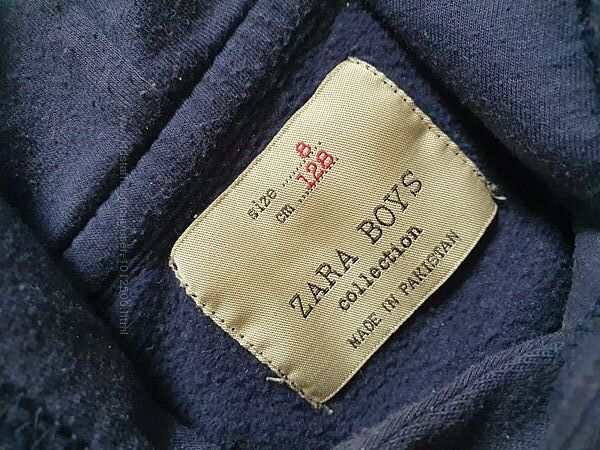 size ..... 8
cm ..... 128
ZARA BOYS
collection
MADE IN PAKISTAN